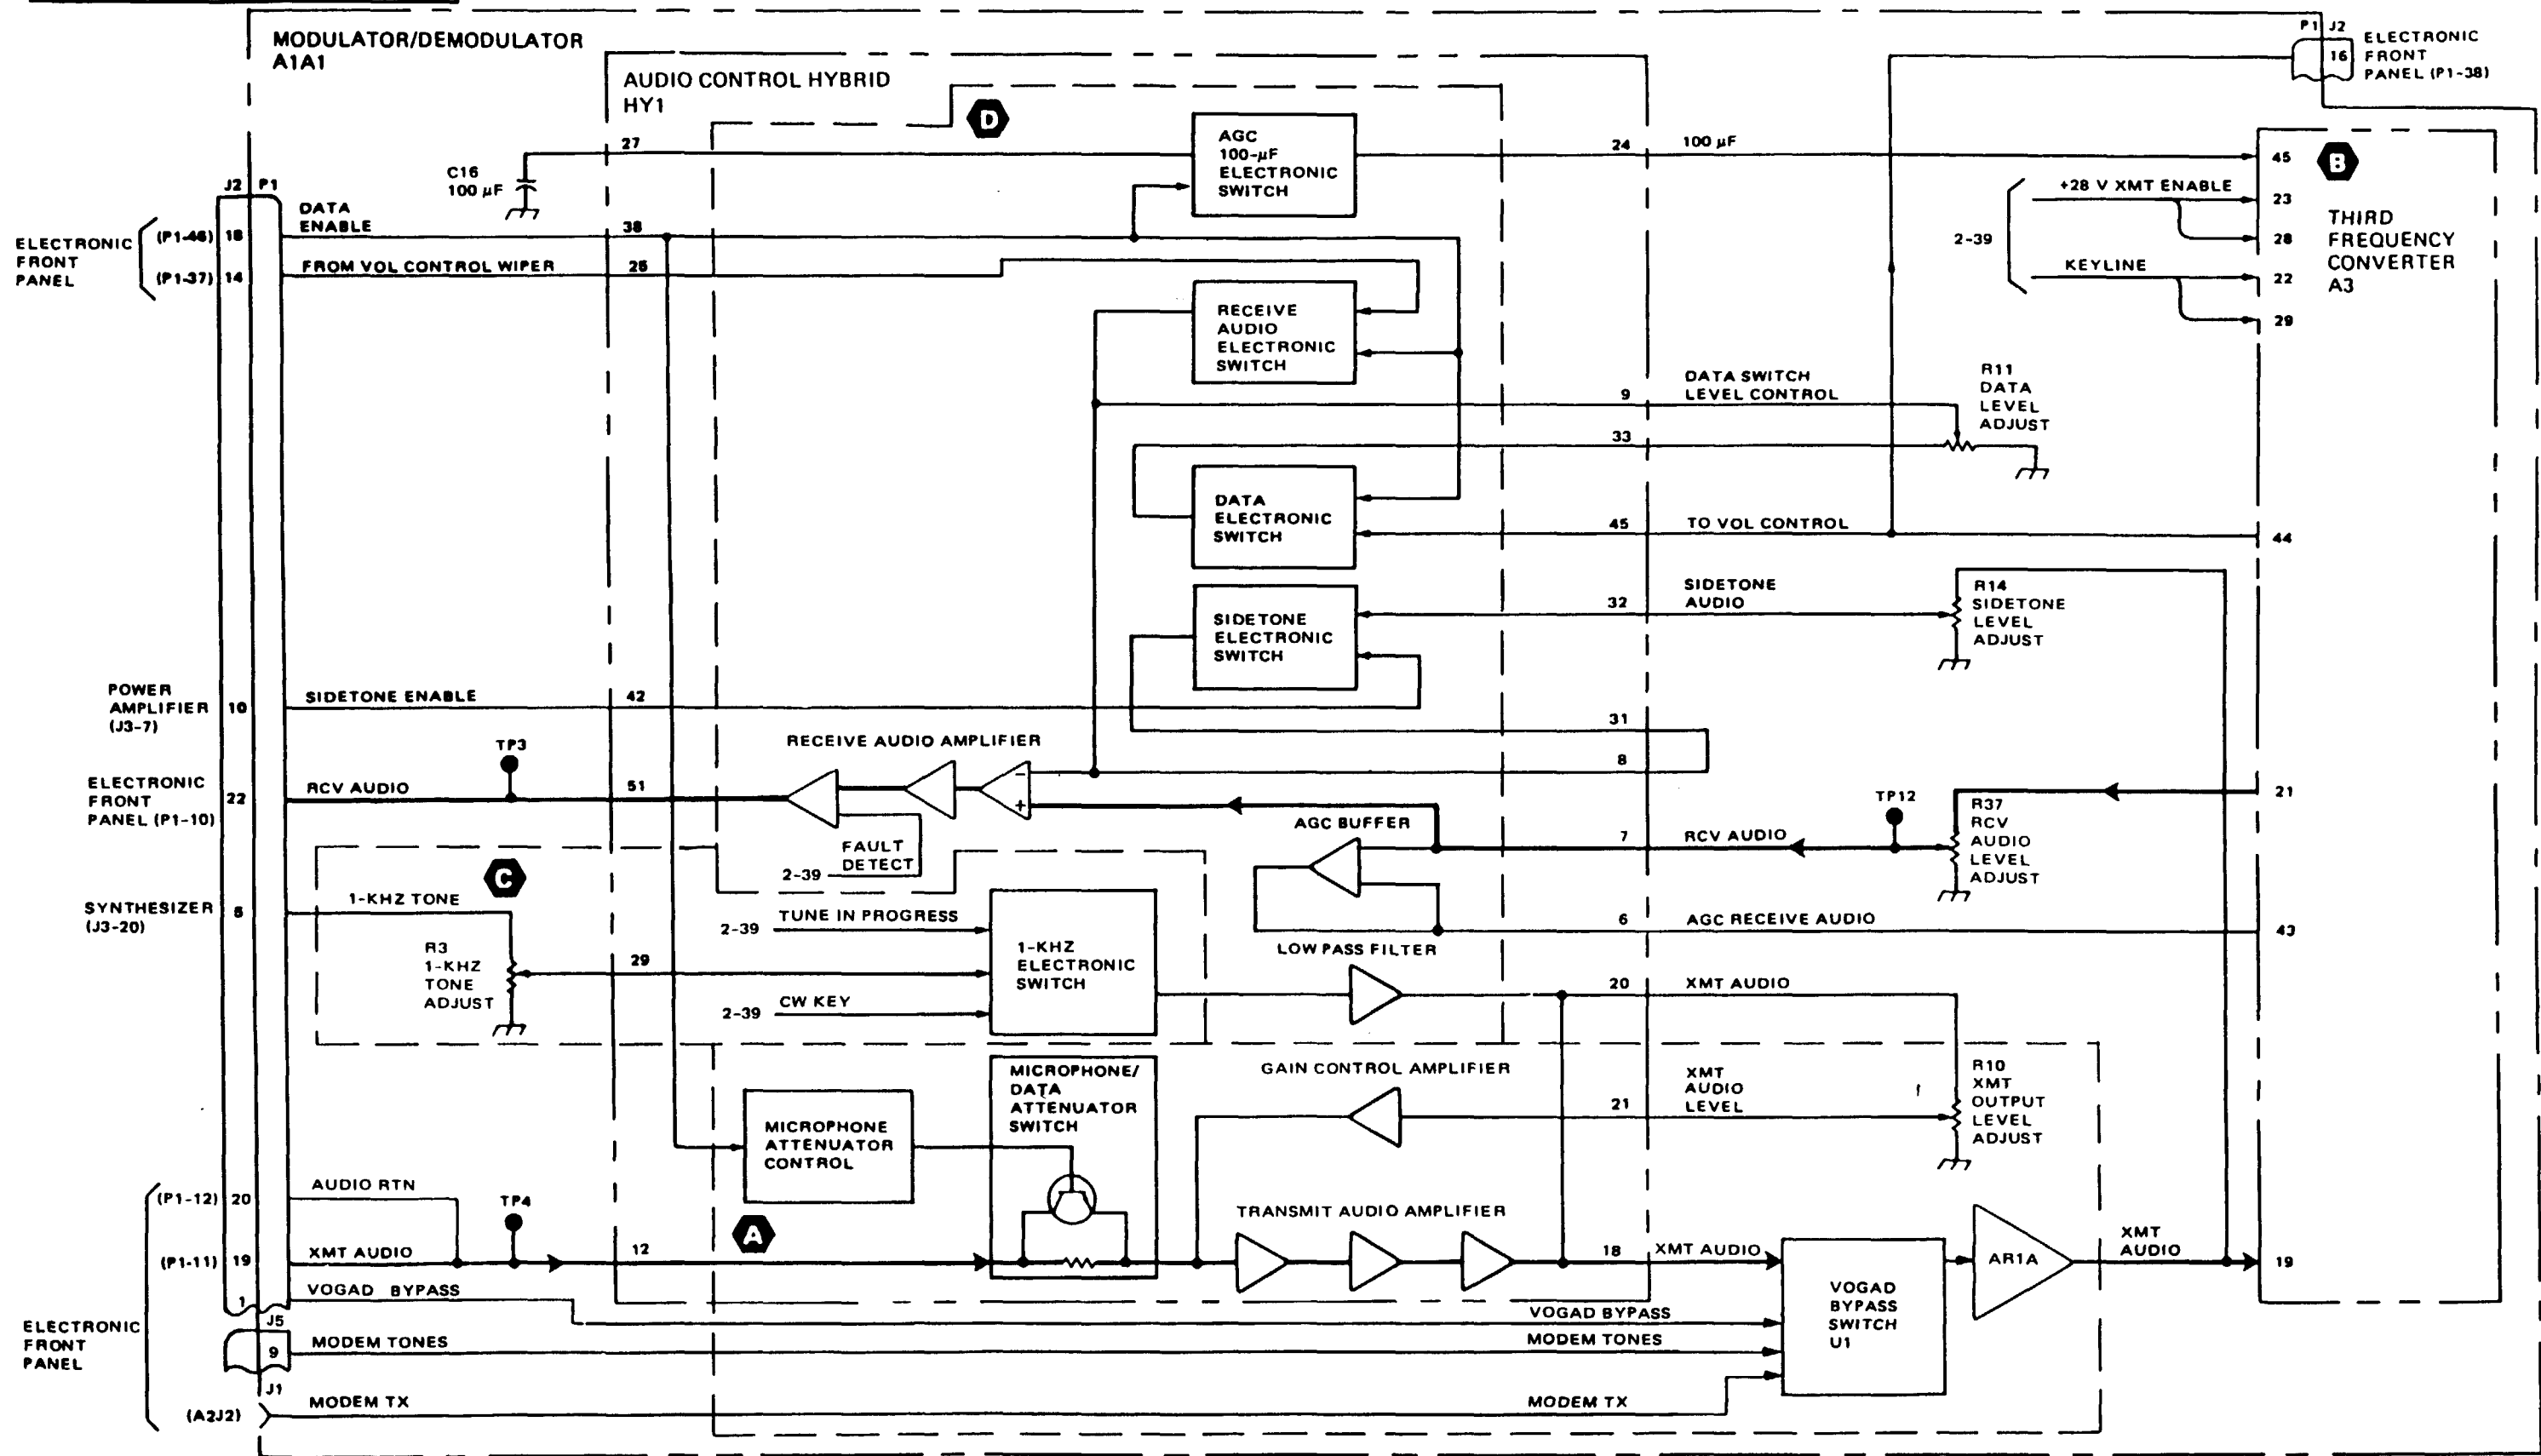 MODULATOR/DEMODULATOR
A1A1
AUDIO CONTROL HYBRID
HY1
D
P1 J2
16
ELECTRONIC
FRONT
PANEL (P1-38)
27
C16
100 μF
AGC
100-μF
ELECTRONIC
SWITCH
24
100 μF
45
B
+28 V XMT ENABLE
23
28
2-39
KEYLINE
22
29
THIRD
FREQUENCY
CONVERTER
A3
J2 P1
DATA
ENABLE
38
ELECTRONIC
FRONT
PANEL
(P1-46)
18
(P1-37)
14
FROM VOL CONTROL WIPER
25
RECEIVE
AUDIO
ELECTRONIC
SWITCH
9
DATA SWITCH
LEVEL CONTROL
R11
DATA
LEVEL
ADJUST
33
DATA
ELECTRONIC
SWITCH
45
TO VOL CONTROL
44
SIDETONE
ELECTRONIC
SWITCH
32
SIDETONE
AUDIO
R14
SIDETONE
LEVEL
ADJUST
POWER
AMPLIFIER
(J3-7)
10
SIDETONE ENABLE
42
31
8
RECEIVE AUDIO AMPLIFIER
TP3
ELECTRONIC
FRONT
PANEL (P1-10)
22
RCV AUDIO
51
−
+
FAULT
DETECT
2-39
AGC BUFFER
7
RCV AUDIO
TP12
R37
RCV
AUDIO
LEVEL
ADJUST
21
C
SYNTHESIZER
(J3-20)
1-KHZ TONE
R3
1-KHZ
TONE
ADJUST
29
2-39
TUNE IN PROGRESS
2-39
CW KEY
1-KHZ
ELECTRONIC
SWITCH
6
AGC RECEIVE AUDIO
43
LOW PASS FILTER
20
XMT AUDIO
MICROPHONE
ATTENUATOR
CONTROL
MICROPHONE/
DATA
ATTENUATOR
SWITCH
GAIN CONTROL AMPLIFIER
21
XMT
AUDIO
LEVEL
R10
XMT
OUTPUT
LEVEL
ADJUST
(P1-12)
20
AUDIO RTN
TP4
A
(P1-11)
19
XMT AUDIO
12
TRANSMIT AUDIO AMPLIFIER
18
XMT AUDIO
VOGAD
BYPASS
SWITCH
U1
AR1A
XMT
AUDIO
19
ELECTRONIC
FRONT
PANEL
1
VOGAD BYPASS
VOGAD BYPASS
J5
9
MODEM TONES
MODEM TONES
J1
(A2J2)
MODEM TX
MODEM TX